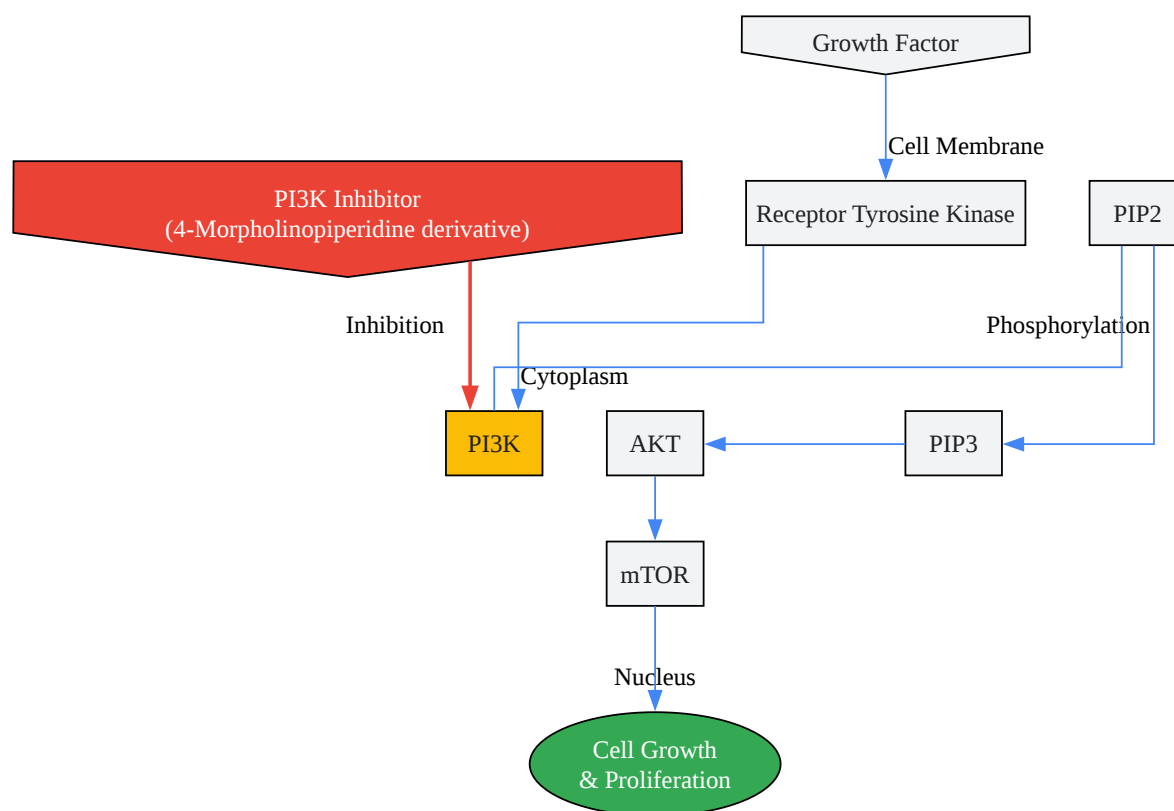 Growth Factor
Cell Membrane
PI3K Inhibitor
(4-Morpholinopiperidine derivative)
Receptor Tyrosine Kinase
PIP2
Inhibition
Phosphorylation
Cytoplasm
PI3K
AKT
PIP3
mTOR
Nucleus
Cell Growth
& Proliferation